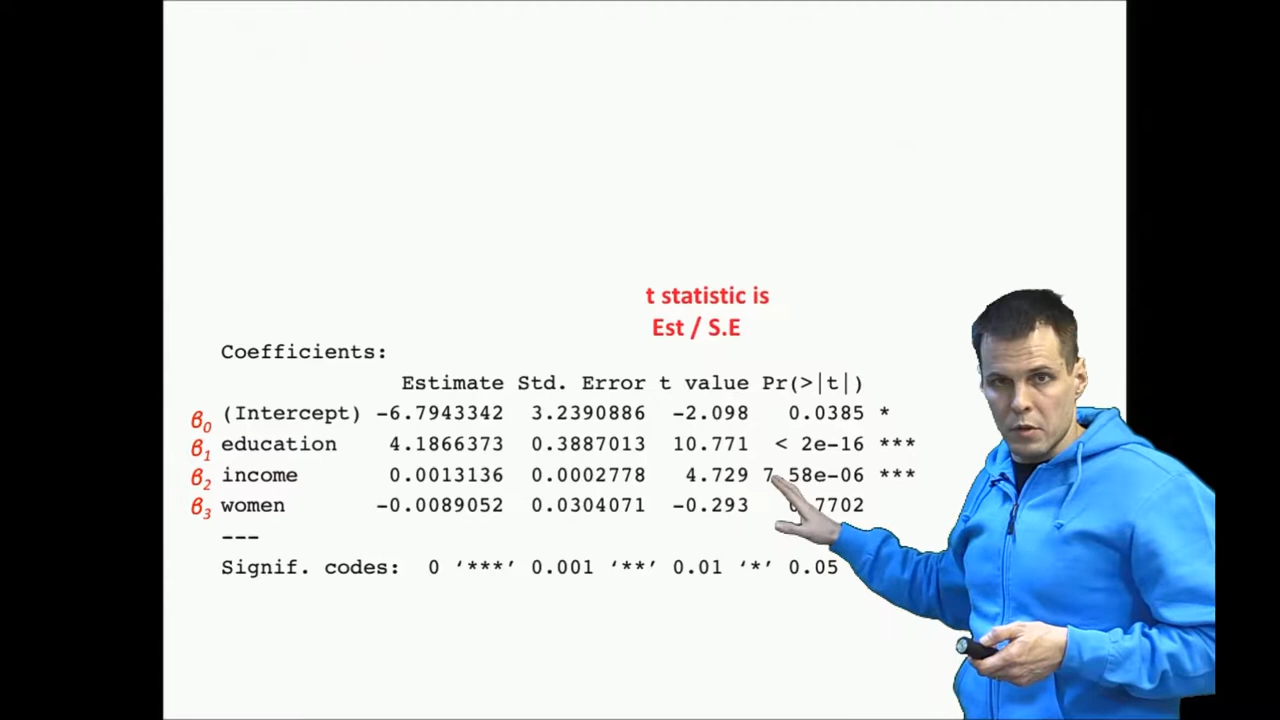 t statistic is
Est / S.E
Coefficients:
Estimate Std. Error t value Pr(>|t|)
β0 (Intercept) -6.7943342 3.2390886 -2.098 0.0385 *
β1 education 4.1866373 0.3887013 10.771 < 2e-16 ***
β2 income 0.0013136 0.0002778 4.729 7.58e-06 ***
β3 women -0.0089052 0.0304071 -0.293 0.7702
---
Signif. codes: 0 ‘***’ 0.001 ‘**’ 0.01 ‘*’ 0.05